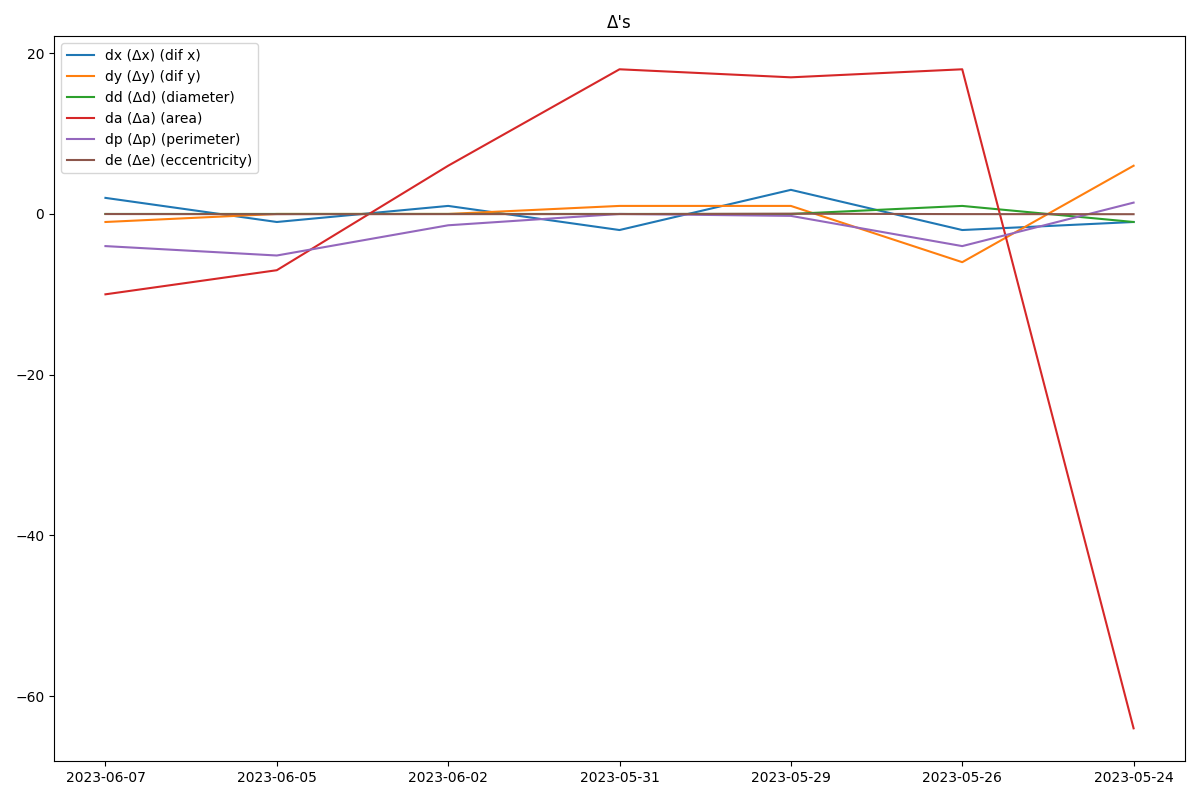 Δ's
dx (Δx) (dif x)
dy (Δy) (dif y)
dd (Δd) (diameter)
da (Δa) (area)
dp (Δp) (perimeter)
de (Δe) (eccentricity)
20
0
−20
−40
−60
2023-06-07 2023-06-05 2023-06-02 2023-05-31 2023-05-29 2023-05-26 2023-05-24